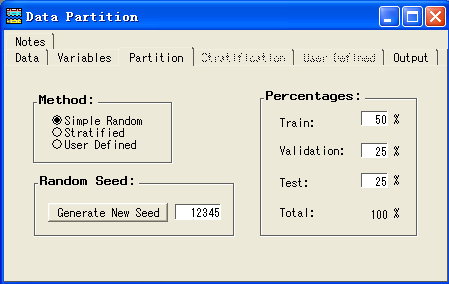 Data Partition
Notes
Data Variables Partition Stratification User Defined Output
Method:
Simple Random
Stratified
User Defined
Random Seed:
Generate New Seed 12345
Percentages:
Train: 50 %
Validation: 25 %
Test: 25 %
Total: 100 %